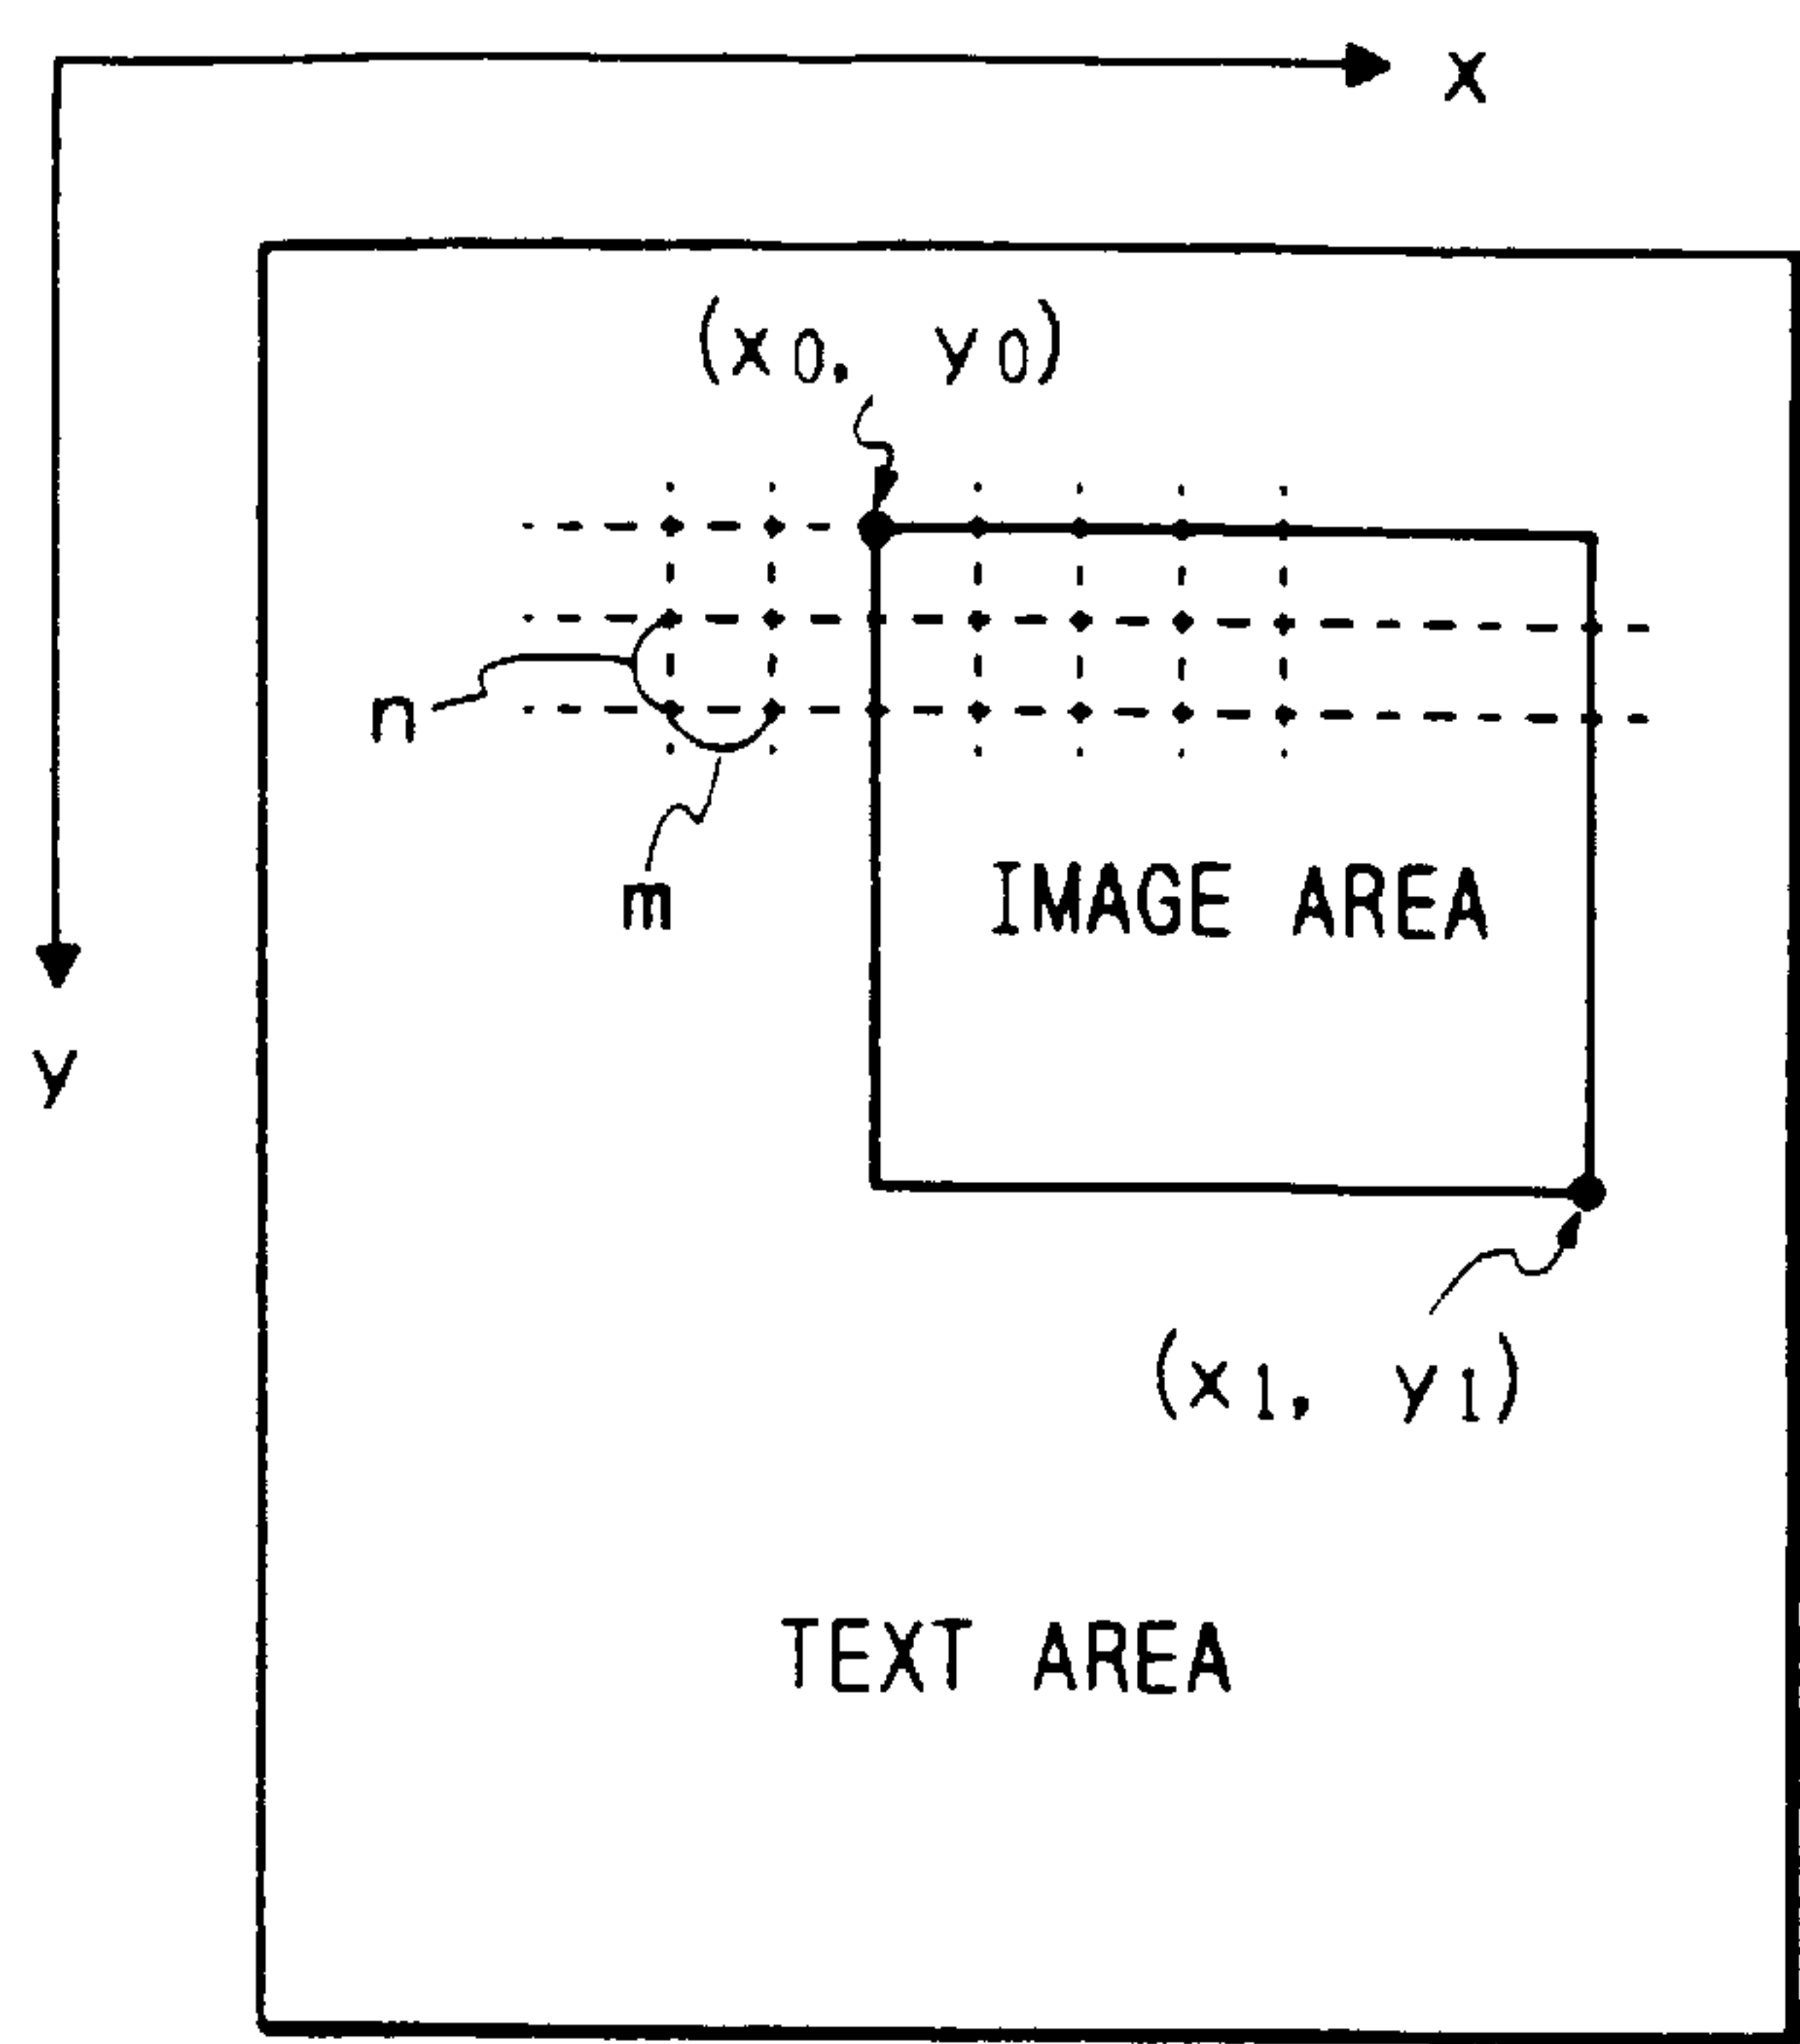 x
(x0, y0)
n
m
IMAGE AREA
y
(x1, y1)
TEXT AREA